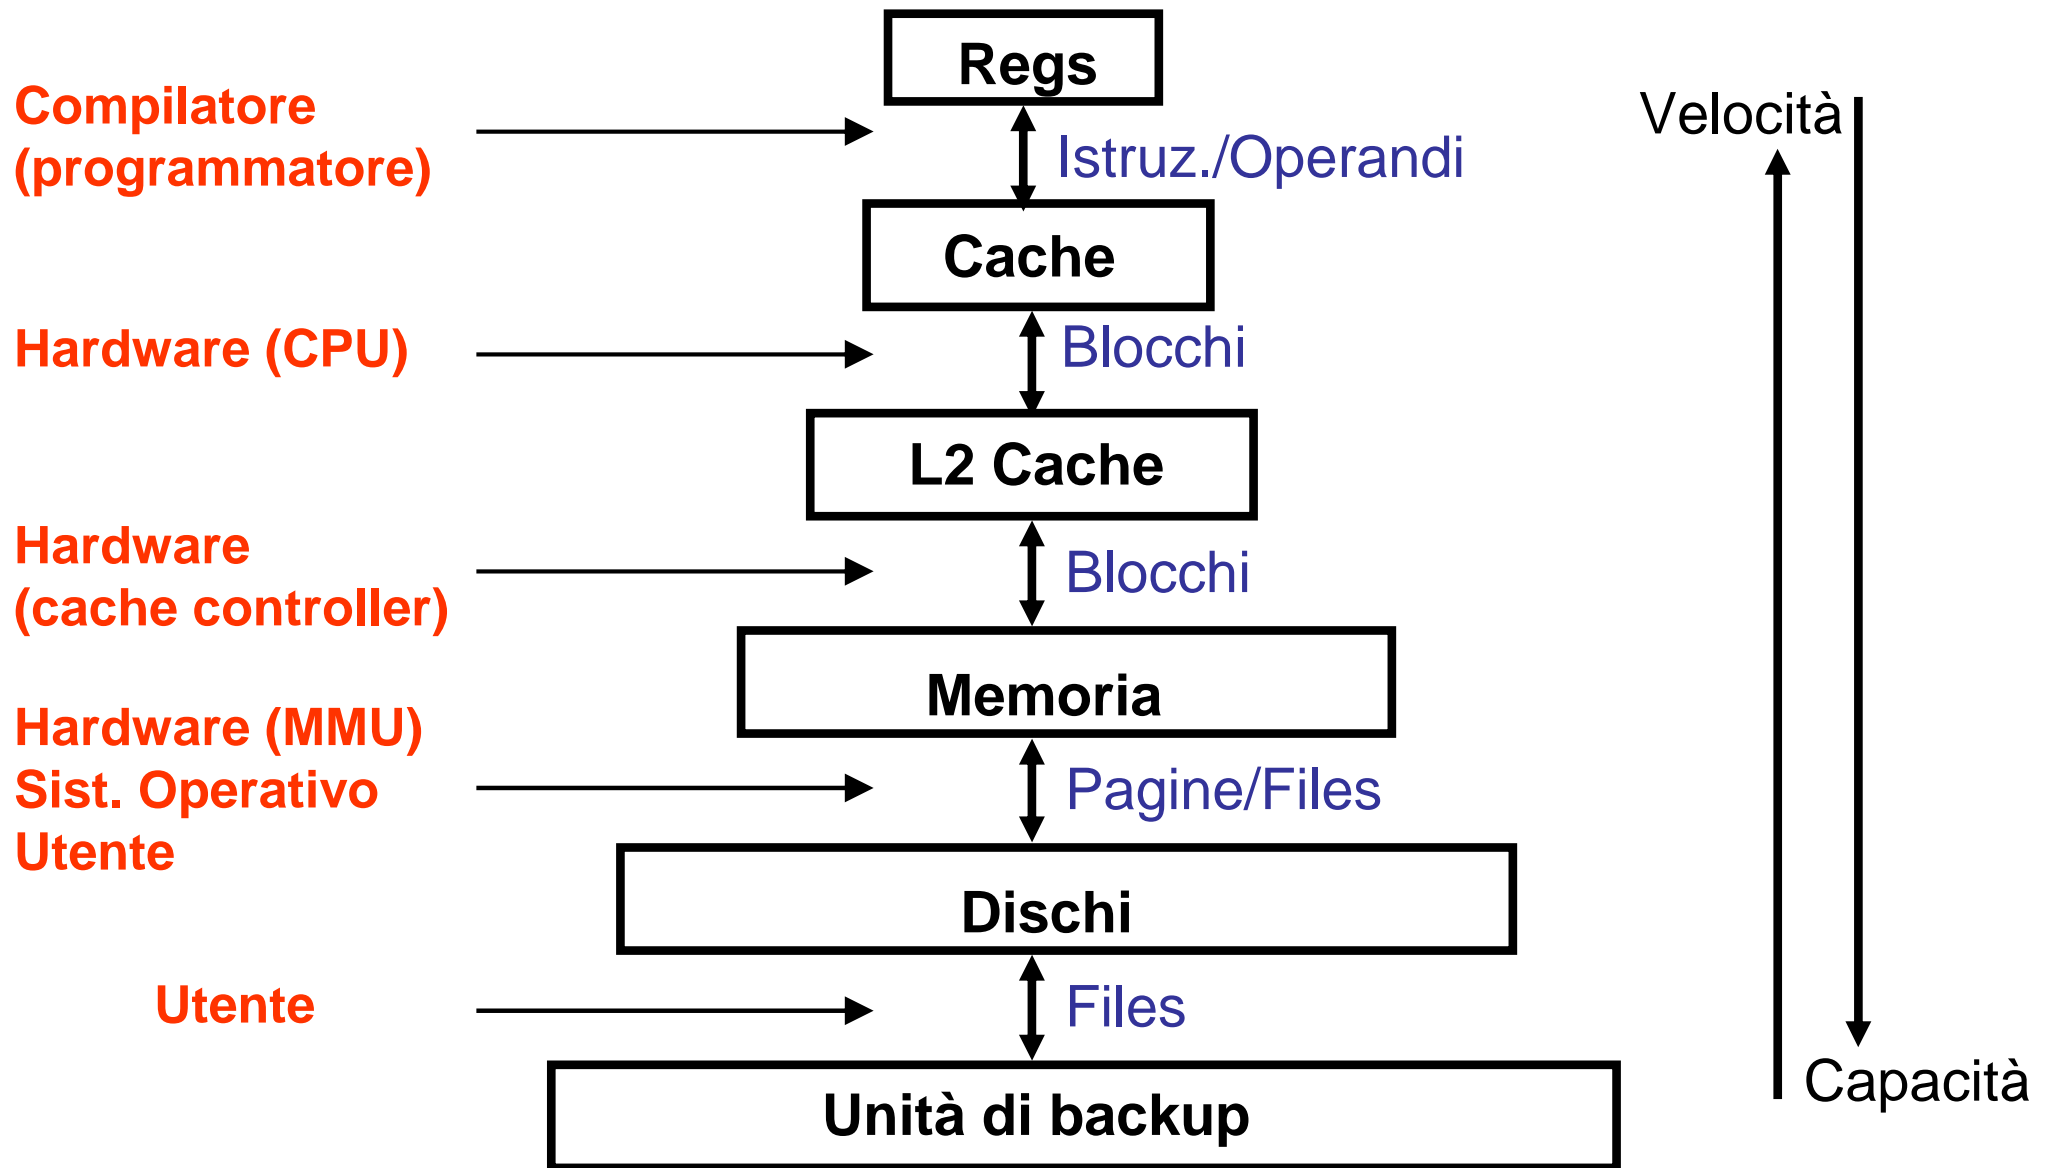 Regs
Compilatore
(programmatore)
Istruz./Operandi
Velocità
Cache
Hardware (CPU)
Blocchi
L2 Cache
Hardware
(cache controller)
Blocchi
Memoria
Hardware (MMU)
Sist. Operativo
Utente
Pagine/Files
Dischi
Utente
Files
Capacità
Unità di backup